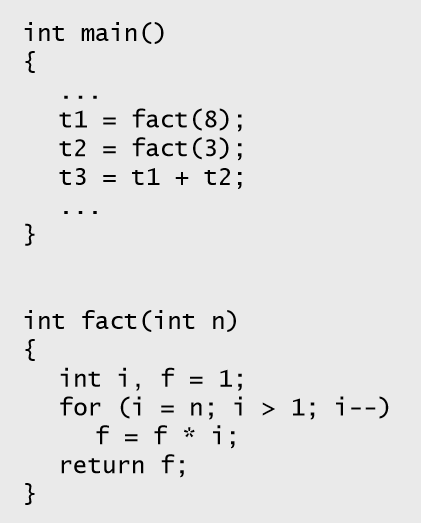 int main()
{
...
t1 = fact(8);
t2 = fact(3);
t3 = t1 + t2;
...
}
int fact(int n)
{
int i, f = 1;
for (i = n; i > 1; i--)
f = f * i;
return f;
}